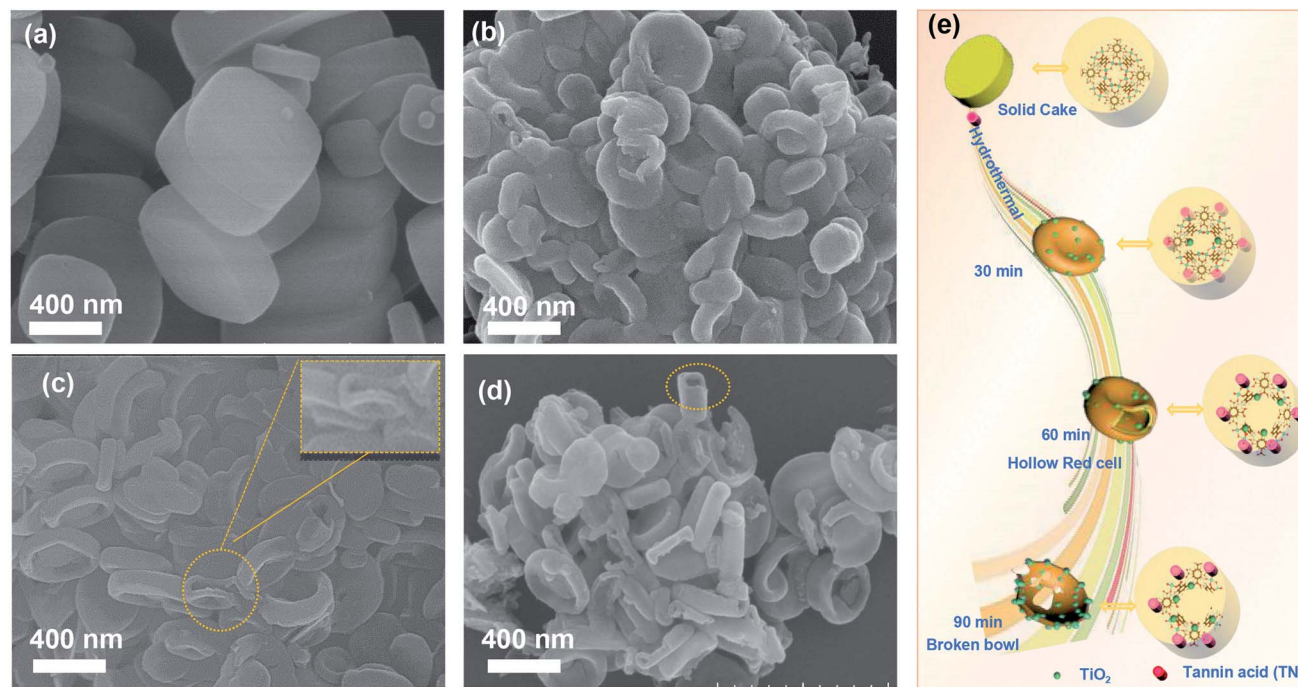 (a)
400 nm
(b)
400 nm
(c)
400 nm
(d)
400 nm
(e)
Solid Cake
Hydrothermal
30 min
60 min
Hollow Red cell
90 min
Broken bowl
TiO₂
Tannin acid (TN